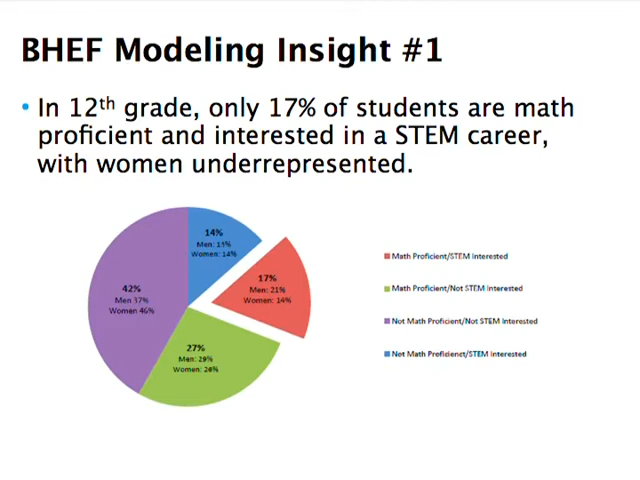 BHEF Modeling Insight #1
• In 12th grade, only 17% of students are math
proficient and interested in a STEM career,
with women underrepresented.
14%
Men: 13%
Women: 14%
17%
Men: 21%
Women: 14%
42%
Men 37%
Women 46%
27%
Men: 29%
Women: 26%
Math Proficient/STEM Interested
Math Proficient/Not STEM Interested
Not Math Proficient/Not STEM Interested
Not Math Proficienct/STEM Interested